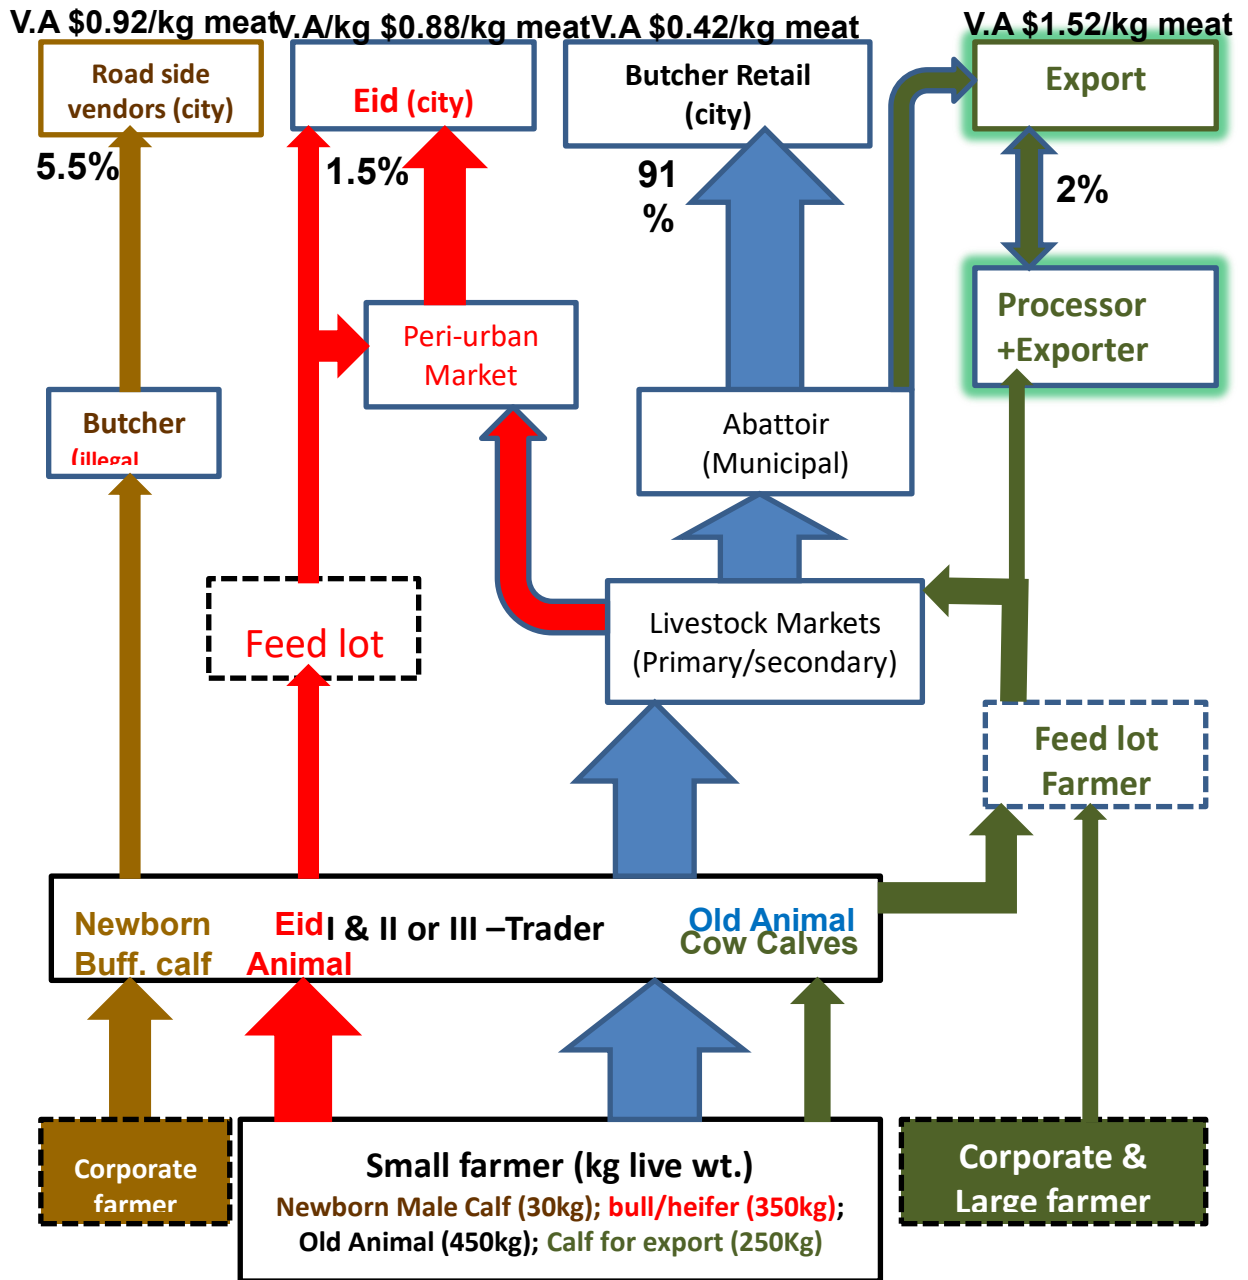 V.A $0.92/kg meat
V.A/kg $0.88/kg meat
V.A $0.42/kg meat
V.A $1.52/kg meat
Road side
vendors (city)
Eid (city)
Butcher Retail
(city)
Export
5.5%
1.5%
91
%
2%
Processor
+Exporter
Peri-urban
Market
Butcher
(illegal
Abattoir
(Municipal)
Feed lot
Livestock Markets
(Primary/secondary)
Feed lot
Farmer
Newborn
Buff. calf
Eid
Animal
I & II or III –Trader
Old Animal
Cow Calves
Corporate
farmer
Small farmer (kg live wt.)
Newborn Male Calf (30kg); bull/heifer (350kg);
Old Animal (450kg); Calf for export (250Kg)
Corporate &
Large farmer